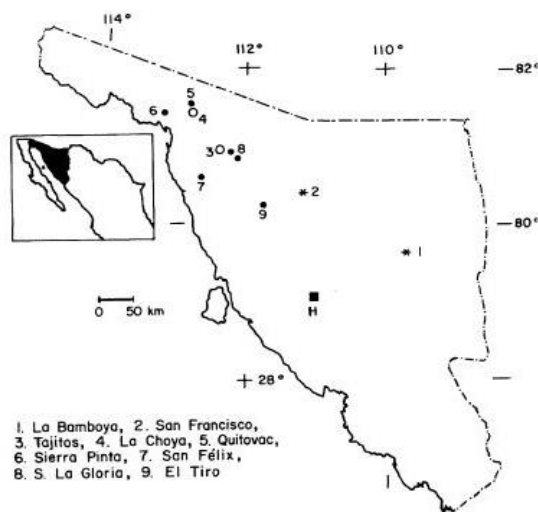 114°
112°
110°
82°
5
6
4
3
8
2
7
9
80°
1
H
0 50 km
28°
1. La Bamboya, 2. San Francisco,
3. Tajitos, 4. La Choya, 5. Quitovac,
6. Sierra Pinta, 7. San Félix,
8. S. La Gloria, 9. El Tiro